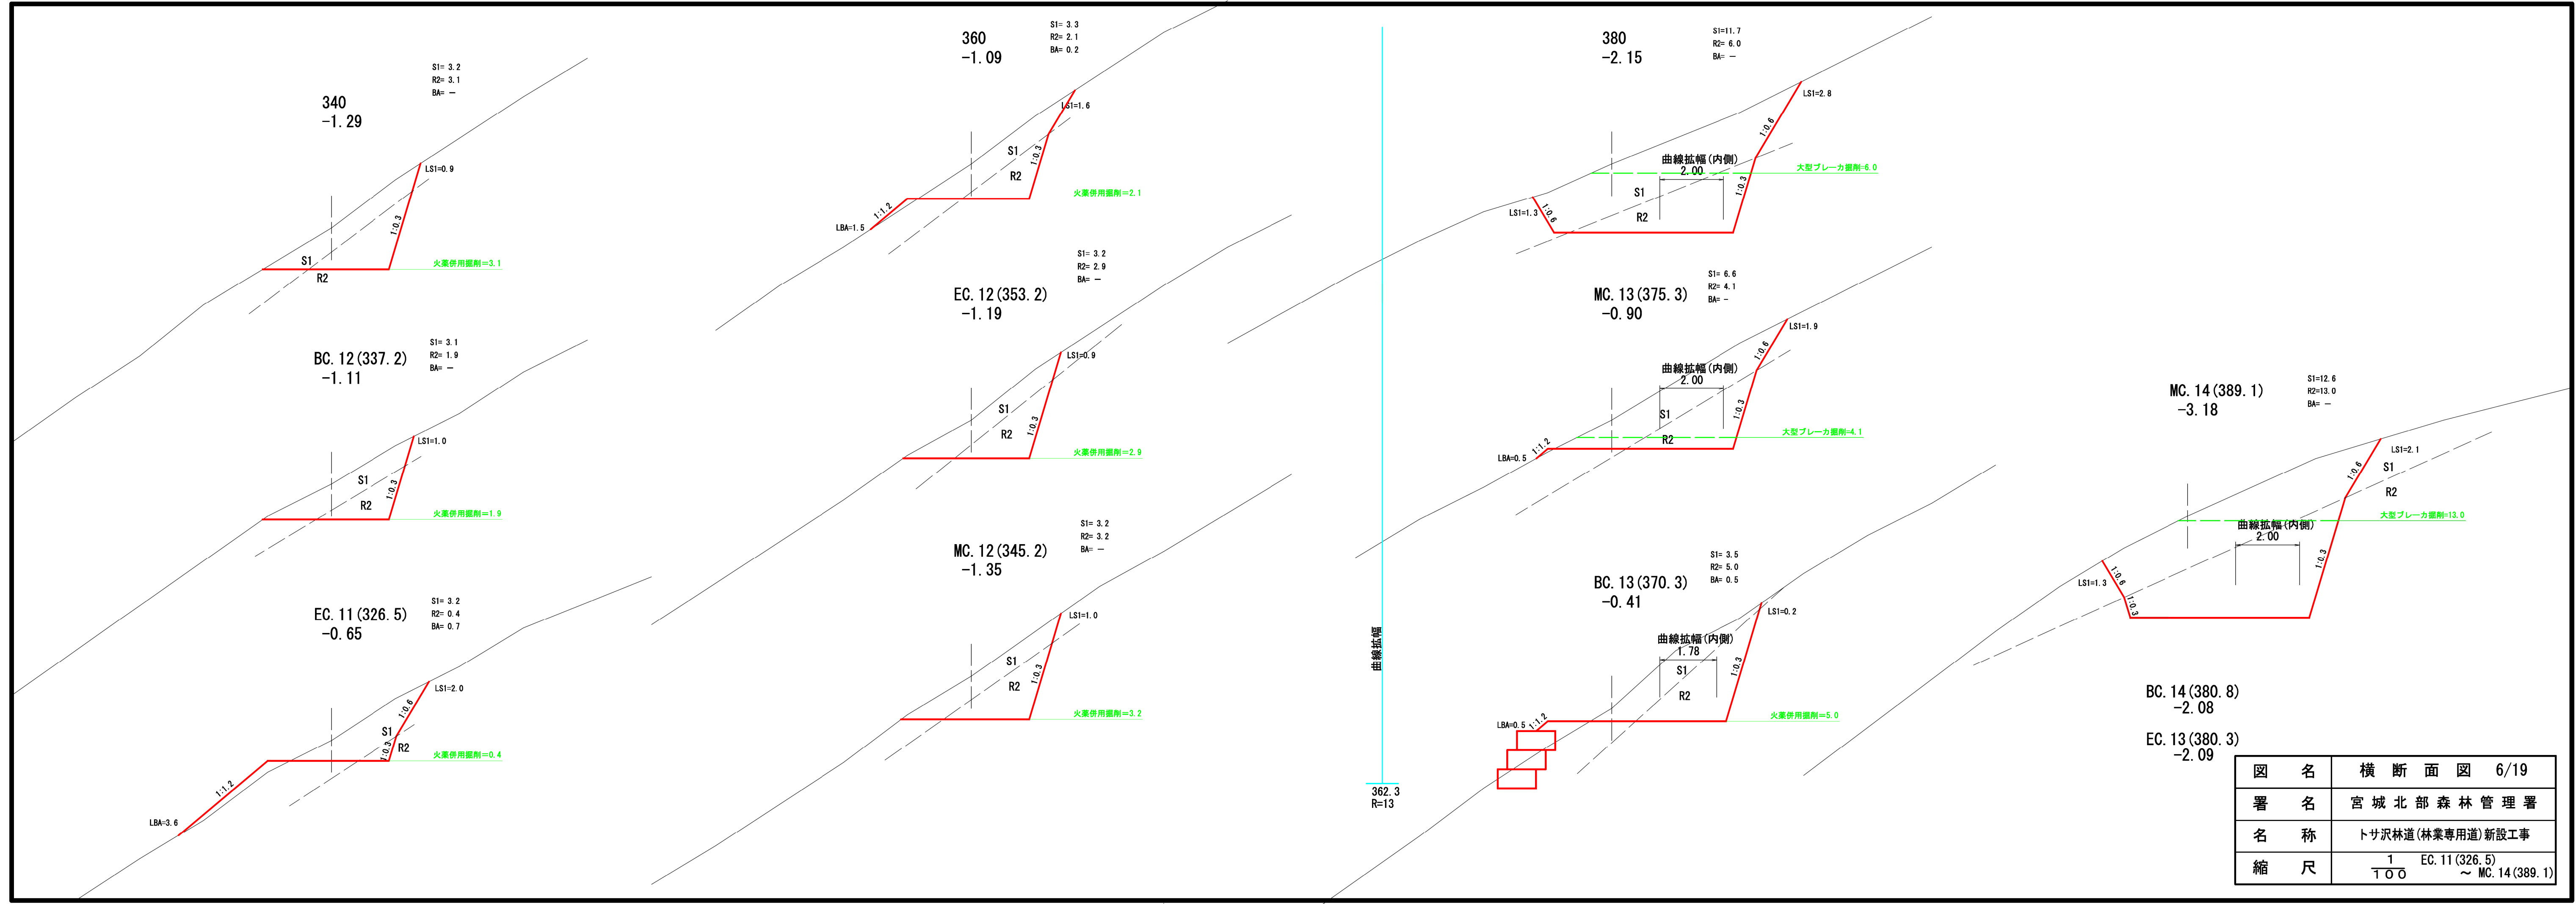 340
-1.29
S1= 3.2
R2= 3.1
BA= −
LS1=0.9
1:0.3
S1
R2
火薬併用掘削=3.1
BC.12(337.2)
-1.11
S1= 3.1
R2= 1.9
BA= −
LS1=1.0
1:0.3
S1
R2
火薬併用掘削=1.9
EC.11(326.5)
-0.65
S1= 3.2
R2= 0.4
BA= 0.7
LS1=2.0
1:0.6
S1
1:0.3
R2
火薬併用掘削=0.4
1:1.2
LBA=3.6
360
-1.09
S1= 3.3
R2= 2.1
BA= 0.2
LS1=1.6
S1
1:0.3
R2
火薬併用掘削=2.1
1:1.2
LBA=1.5
EC.12(353.2)
-1.19
S1= 3.2
R2= 2.9
BA= −
LS1=0.9
S1
1:0.3
R2
火薬併用掘削=2.9
MC.12(345.2)
-1.35
S1= 3.2
R2= 3.2
BA= −
LS1=1.0
S1
1:0.3
R2
火薬併用掘削=3.2
曲線拡幅
362.3
R=13
380
-2.15
S1=11.7
R2= 6.0
BA= −
LS1=2.8
1:0.6
曲線拡幅(内側)
2.00
大型ブレーカ掘削=6.0
S1
1:0.3
R2
LS1=1.3
1:0.6
MC.13(375.3)
-0.90
S1= 6.6
R2= 4.1
BA= -
LS1=1.9
1:0.6
曲線拡幅(内側)
2.00
S1
1:0.3
R2
大型ブレーカ掘削=4.1
1:1.2
LBA=0.5
BC.13(370.3)
-0.41
S1= 3.5
R2= 5.0
BA= 0.5
LS1=0.2
曲線拡幅(内側)
1.78
S1
1:0.3
R2
火薬併用掘削=5.0
LBA=0.5
1:1.2
MC.14(389.1)
-3.18
S1=12.6
R2=13.0
BA= −
LS1=2.1
1:0.6
S1
R2
大型ブレーカ掘削=13.0
曲線拡幅(内側)
2.00
1:0.3
LS1=1.3
1:0.6
1:0.3
BC.14(380.8)
-2.08
EC.13(380.3)
-2.09
図 名 横 断 面 図 6/19
署 名 宮 城 北 部 森 林 管 理 署
名 称 トサ沢林道(林業専用道)新設工事
縮 尺 1/100 EC.11(326.5)
～ MC.14(389.1)